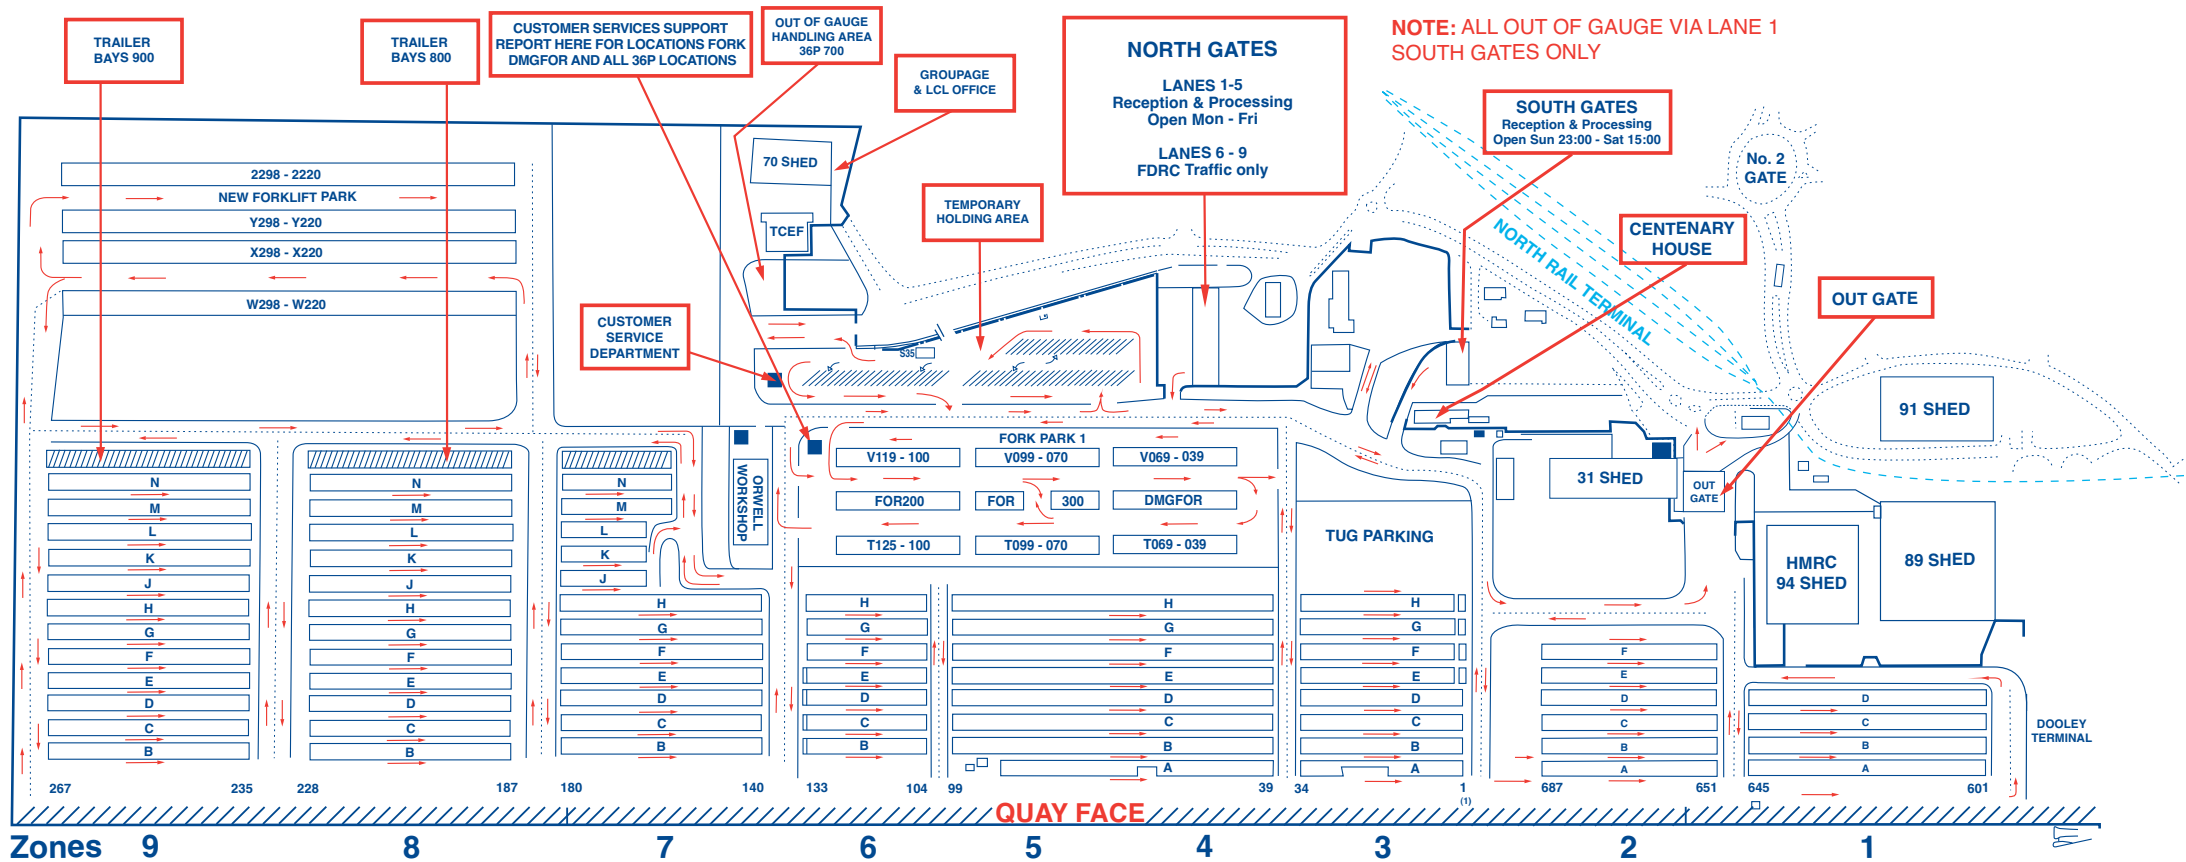 TRAILER
BAYS 900
TRAILER
BAYS 800
CUSTOMER SERVICES SUPPORT
REPORT HERE FOR LOCATIONS FORK
DMGFOR AND ALL 36P LOCATIONS
OUT OF GAUGE
HANDLING AREA
36P 700
GROUPAGE
& LCL OFFICE
NORTH GATES
LANES 1-5
Reception & Processing
Open Mon - Fri
LANES 6 - 9
FDRC Traffic only
NOTE: ALL OUT OF GAUGE VIA LANE 1
SOUTH GATES ONLY
SOUTH GATES
Reception & Processing
Open Sun 23:00 - Sat 15:00
No. 2
GATE
CENTENARY
HOUSE
OUT GATE
NORTH RAIL TERMINAL
TEMPORARY
HOLDING AREA
70 SHED
TCEF
CUSTOMER
SERVICE
DEPARTMENT
S35
L5
2298 - 2220
NEW FORKLIFT PARK
Y298 - Y220
X298 - X220
W298 - W220
91 SHED
31 SHED
OUT
GATE
HMRC
94 SHED
89 SHED
TUG PARKING
ORWELL
WORKSHOP
FORK PARK 1
V119 - 100
V099 - 070
V069 - 039
FOR200
FOR
300
DMGFOR
T125 - 100
T099 - 070
T069 - 039
N
M
L
K
J
H
G
F
E
D
C
B
N
M
L
K
J
H
G
F
E
D
C
B
N
M
L
K
J
H
G
F
E
D
C
B
H
G
F
E
D
C
B
H
G
F
E
D
C
B
A
H
G
F
E
D
C
B
A
F
E
D
C
B
A
D
C
B
A
DOOLEY
TERMINAL
267 235 228 187 180 140 133 104 99 39 34 1 687 651 645 601
(1)
QUAY FACE
Zones 9 8 7 6 5 4 3 2 1